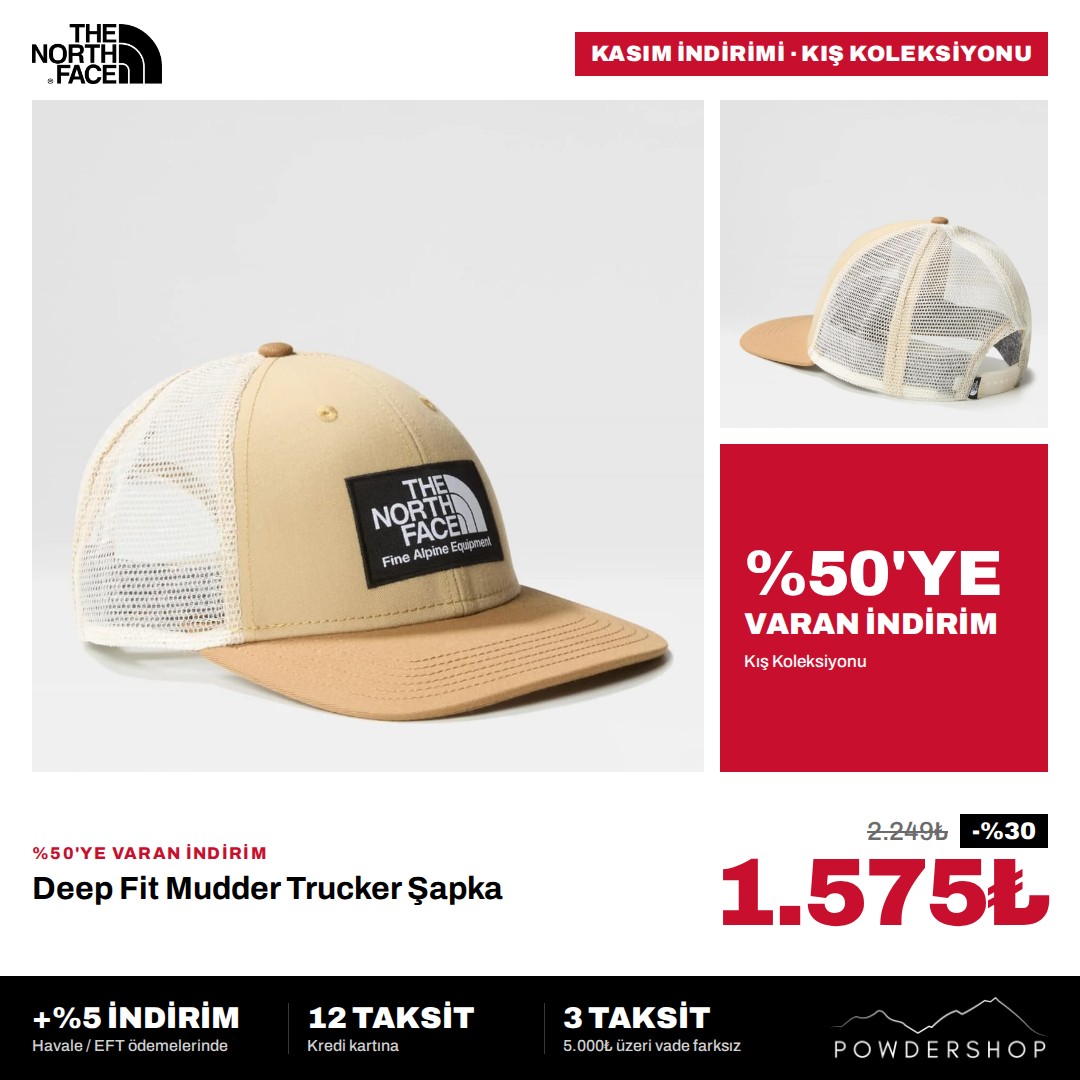 THE
NORTH
FACE
KASIM İNDİRİMİ · KIŞ KOLEKSİYONU
THE
NORTH
FACE
Fine Alpine Equipment
%50'YE
VARAN İNDİRİM
Kış Koleksiyonu
%50'YE VARAN İNDİRİM
Deep Fit Mudder Trucker Şapka
2.249₺ -%30
1.575₺
+%5 İNDİRİM
Havale / EFT ödemelerinde
12 TAKSİT
Kredi kartına
3 TAKSİT
5.000₺ üzeri vade farksız
POWDERSHOP